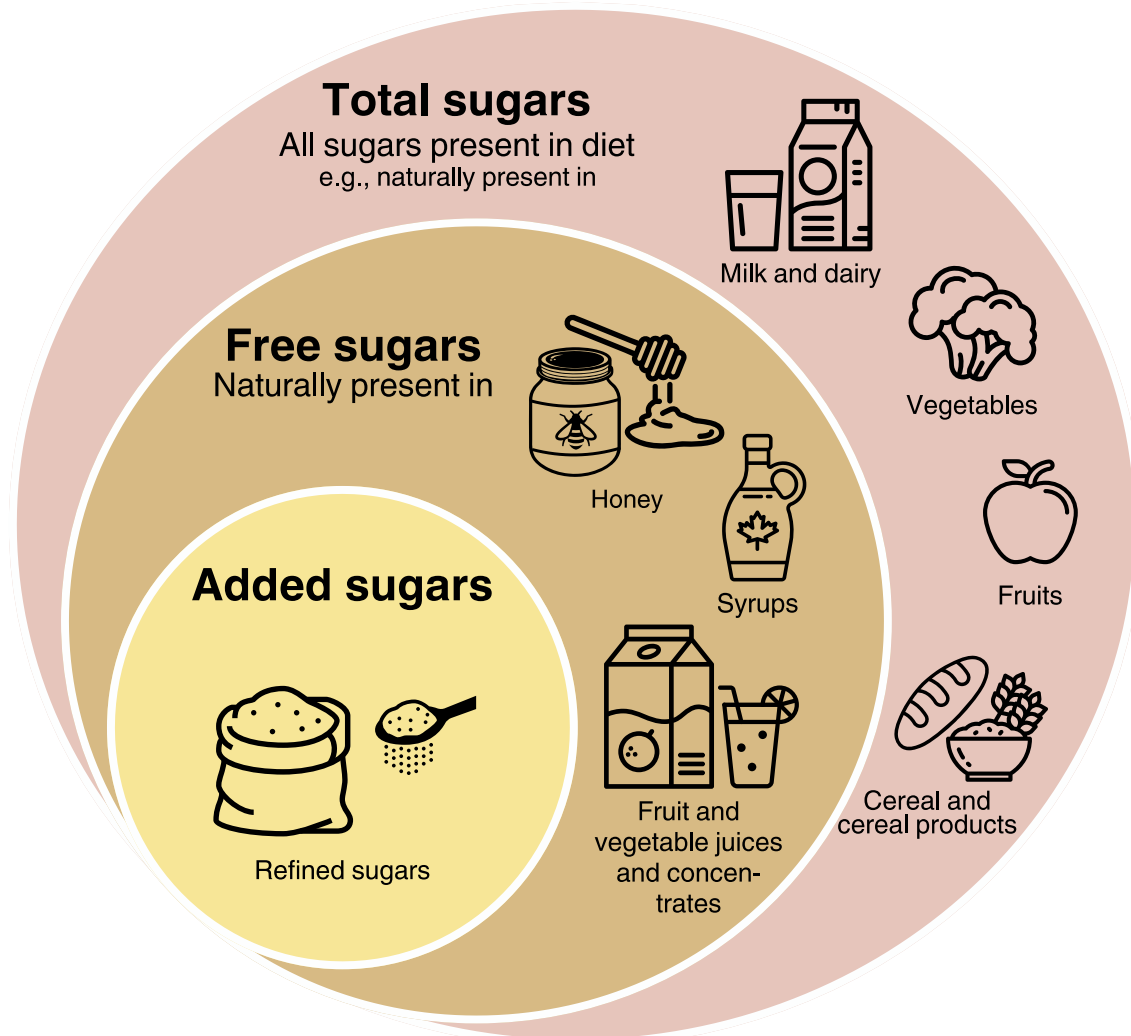 Total sugars
All sugars present in diet
e.g., naturally present in
Milk and dairy
Vegetables
Fruits
Cereal and
cereal products
Free sugars
Naturally present in
Honey
Syrups
Fruit and
vegetable juices
and concen-
trates
Added sugars
Refined sugars